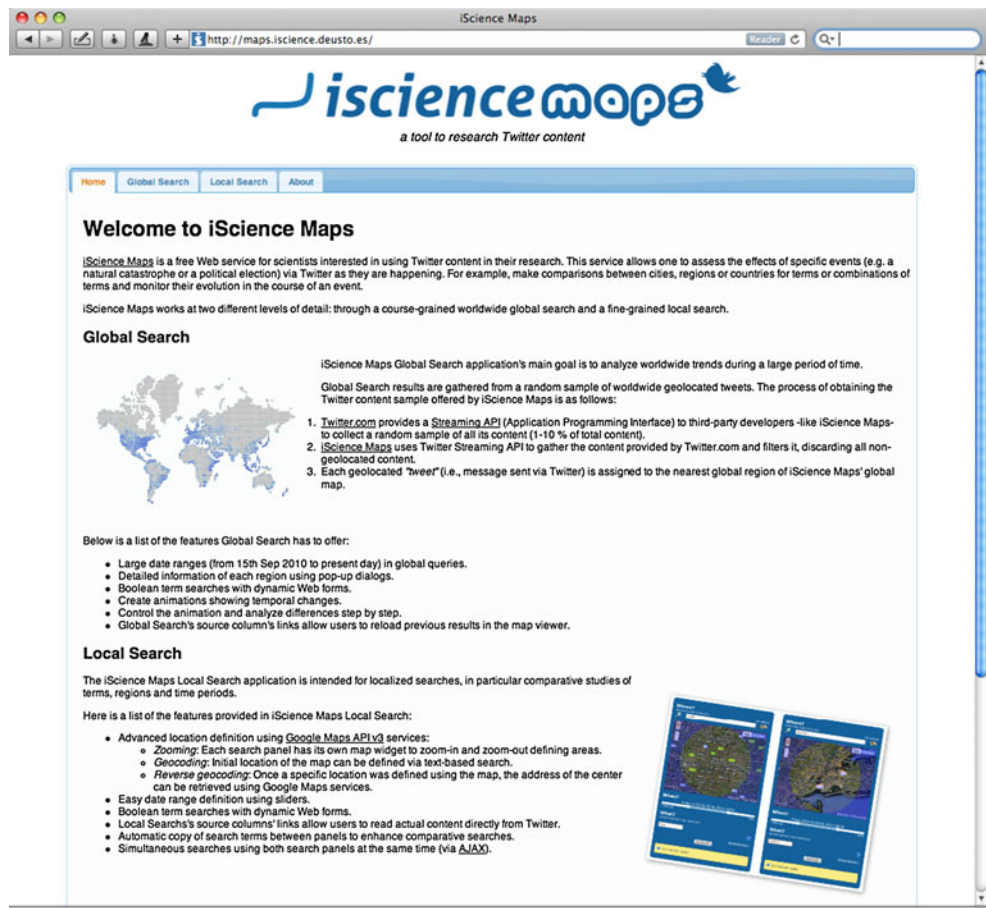 iScience Maps
http://maps.iscience.deusto.es/
Reader
isciencemaps
a tool to research Twitter content
Home Global Search Local Search About
Welcome to iScience Maps
iScience Maps is a free Web service for scientists interested in using Twitter content in their research. This service allows one to assess the effects of specific events (e.g. a
natural catastrophe or a political election) via Twitter as they are happening. For example, make comparisons between cities, regions or countries for terms or combinations of
terms and monitor their evolution in the course of an event.
iScience Maps works at two different levels of detail: through a course-grained worldwide global search and a fine-grained local search.
Global Search
iScience Maps Global Search application's main goal is to analyze worldwide trends during a large period of time.
Global Search results are gathered from a random sample of worldwide geolocated tweets. The process of obtaining the
Twitter content sample offered by iScience Maps is as follows:
1. Twitter.com provides a Streaming API (Application Programming Interface) to third-party developers -like iScience Maps-
to collect a random sample of all its content (1-10 % of total content).
2. iScience Maps uses Twitter Streaming API to gather the content provided by Twitter.com and filters it, discarding all non-
geolocated content.
3. Each geolocated "tweet" (i.e., message sent via Twitter) is assigned to the nearest global region of iScience Maps' global
map.
Below is a list of the features Global Search has to offer:
• Large date ranges (from 15th Sep 2010 to present day) in global queries.
• Detailed information of each region using pop-up dialogs.
• Boolean term searches with dynamic Web forms.
• Create animations showing temporal changes.
• Control the animation and analyze differences step by step.
• Global Search's source column's links allow users to reload previous results in the map viewer.
Local Search
The iScience Maps Local Search application is intended for localized searches, in particular comparative studies of
terms, regions and time periods.
Here is a list of the features provided in iScience Maps Local Search:
• Advanced location definition using Google Maps API v3 services:
◦ Zooming: Each search panel has its own map widget to zoom-in and zoom-out defining areas.
◦ Geocoding: Initial location of the map can be defined via text-based search.
◦ Reverse geocoding: Once a specific location was defined using the map, the address of the center
can be retrieved using Google Maps services.
• Easy date range definition using sliders.
• Boolean term searches with dynamic Web forms.
• Local Searchs's source columns' links allow users to read actual content directly from Twitter.
• Automatic copy of search terms between panels to enhance comparative searches.
• Simultaneous searches using both search panels at the same time (via AJAX).
Where?
When?
What?
Where?
When?
What?